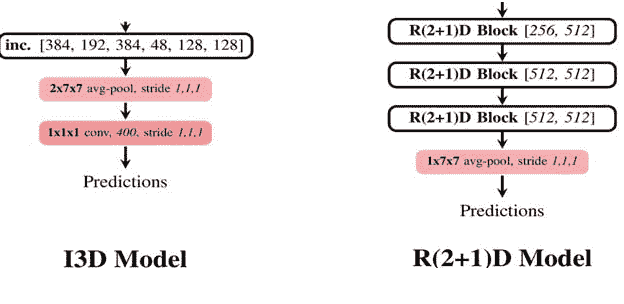 inc. [384, 192, 384, 48, 128, 128]
2x7x7 avg-pool, stride 1,1,1
1x1x1 conv, 400, stride 1,1,1
Predictions
I3D Model
R(2+1)D Block [256, 512]
R(2+1)D Block [512, 512]
R(2+1)D Block [512, 512]
1x7x7 avg-pool, stride 1,1,1
Predictions
R(2+1)D Model